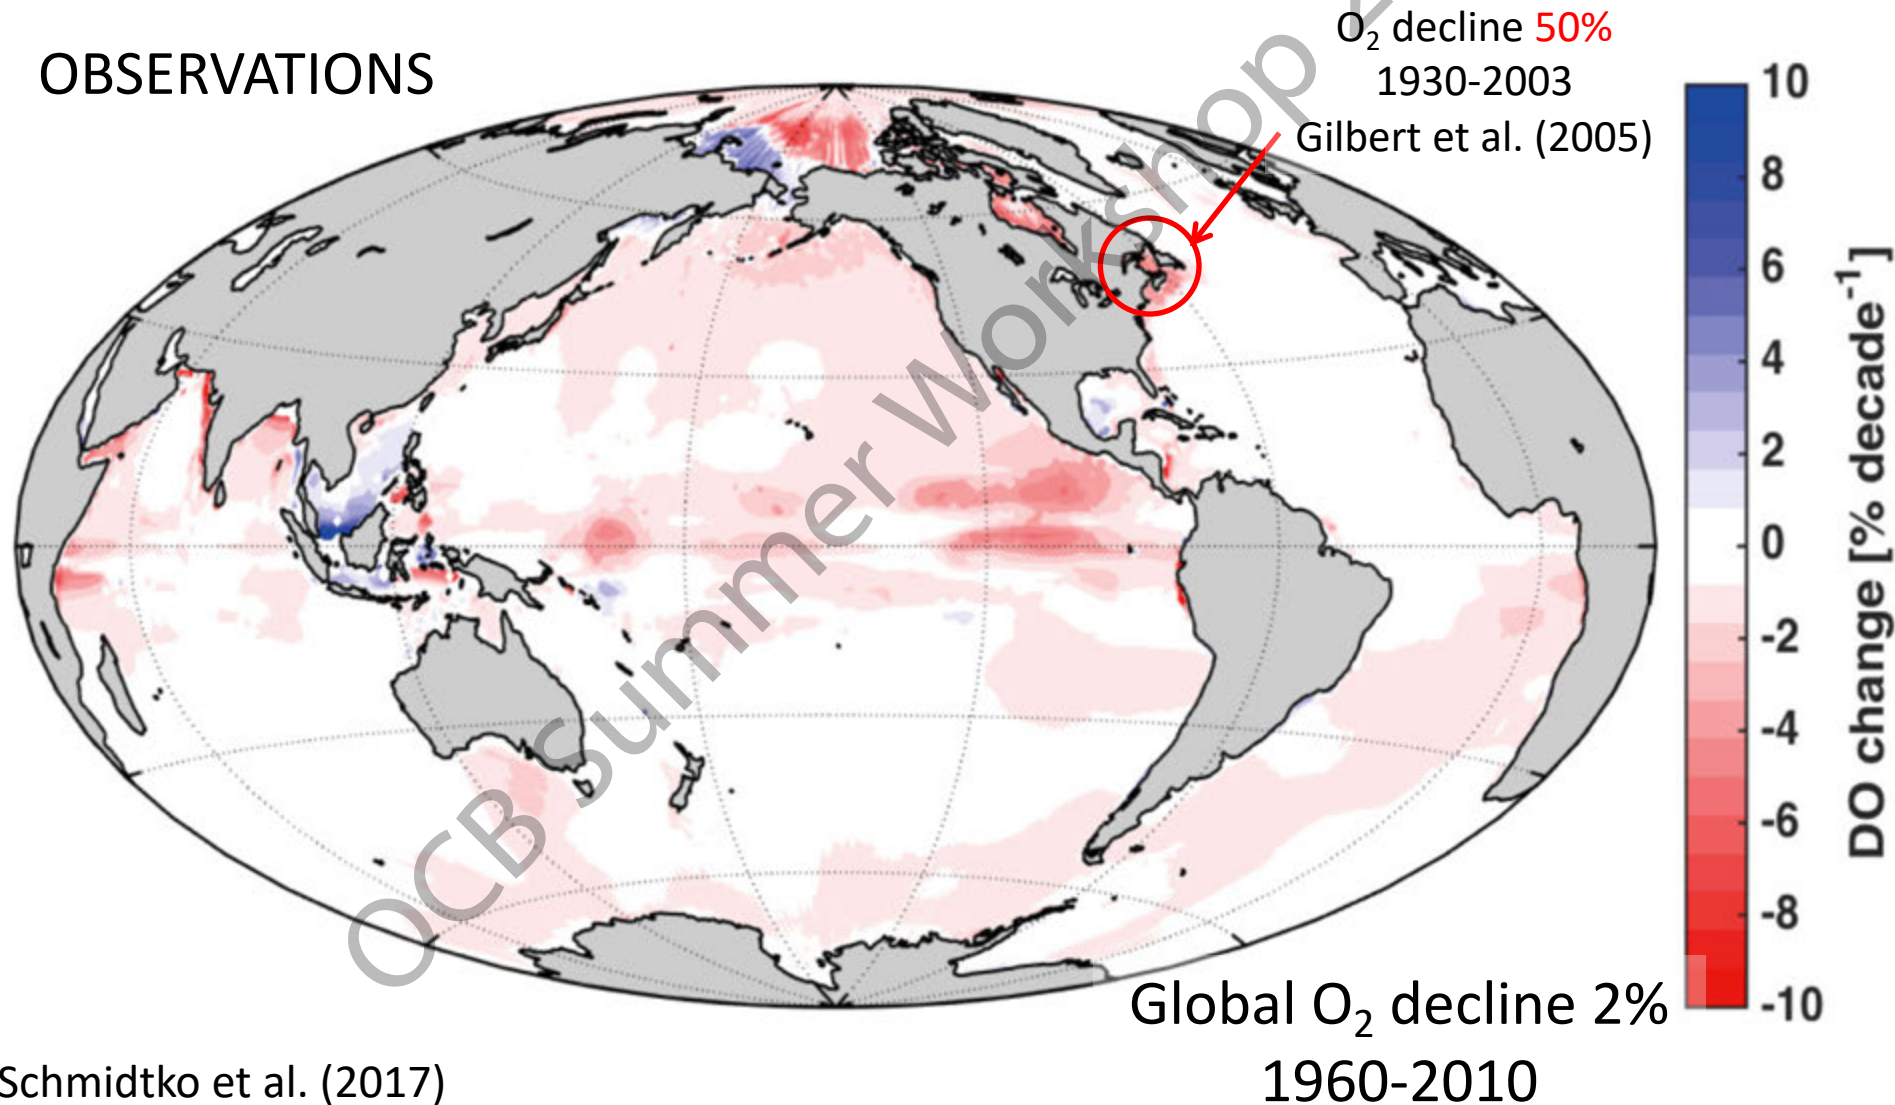 OBSERVATIONS
O₂ decline 50%
1930-2003
Gilbert et al. (2005)
10
8
6
4
2
0
-2
-4
-6
-8
-10
DO change [% decade⁻¹]
OCB Summer Workshop
Global O₂ decline 2%
1960-2010
Schmidtko et al. (2017)